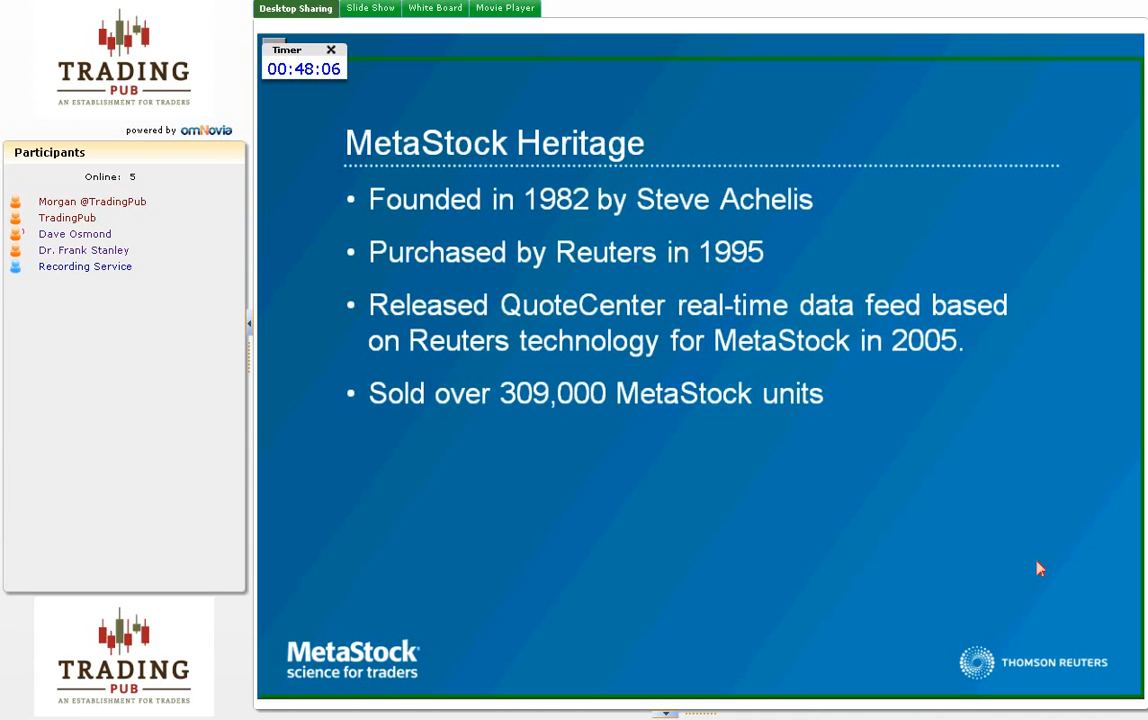 TRADING
PUB
AN ESTABLISHMENT FOR TRADERS
powered by omNovia
Participants
Online: 5
Morgan @TradingPub
TradingPub
Dave Osmond
Dr. Frank Stanley
Recording Service
TRADING
PUB
AN ESTABLISHMENT FOR TRADERS
Desktop Sharing Slide Show White Board Movie Player
Timer
00:48:06
MetaStock Heritage
• Founded in 1982 by Steve Achelis
• Purchased by Reuters in 1995
• Released QuoteCenter real-time data feed based
on Reuters technology for MetaStock in 2005.
• Sold over 309,000 MetaStock units
MetaStock
science for traders
THOMSON REUTERS